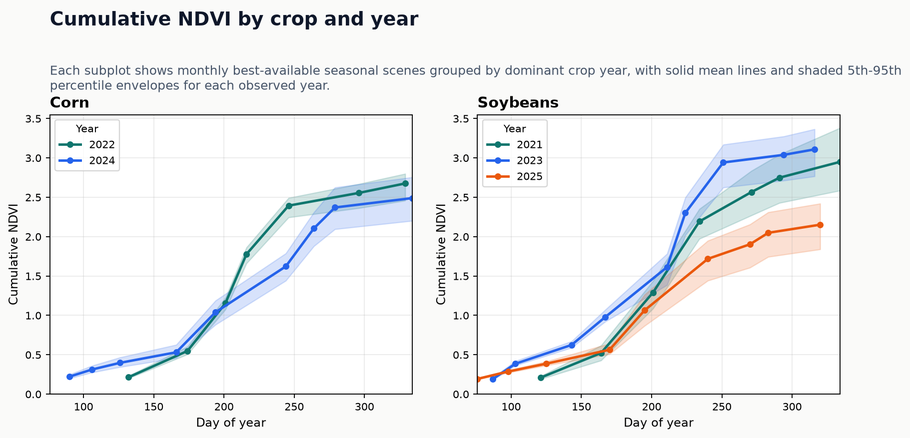 Cumulative NDVI by crop and year
Each subplot shows monthly best-available seasonal scenes grouped by dominant crop year, with solid mean lines and shaded 5th-95th
percentile envelopes for each observed year.
Corn
Year
2022
2024
3.5
3.0
2.5
2.0
1.5
1.0
0.5
0.0
Cumulative NDVI
100
150
200
250
300
Day of year
Soybeans
Year
2021
2023
2025
3.5
3.0
2.5
2.0
1.5
1.0
0.5
0.0
Cumulative NDVI
100
150
200
250
300
Day of year